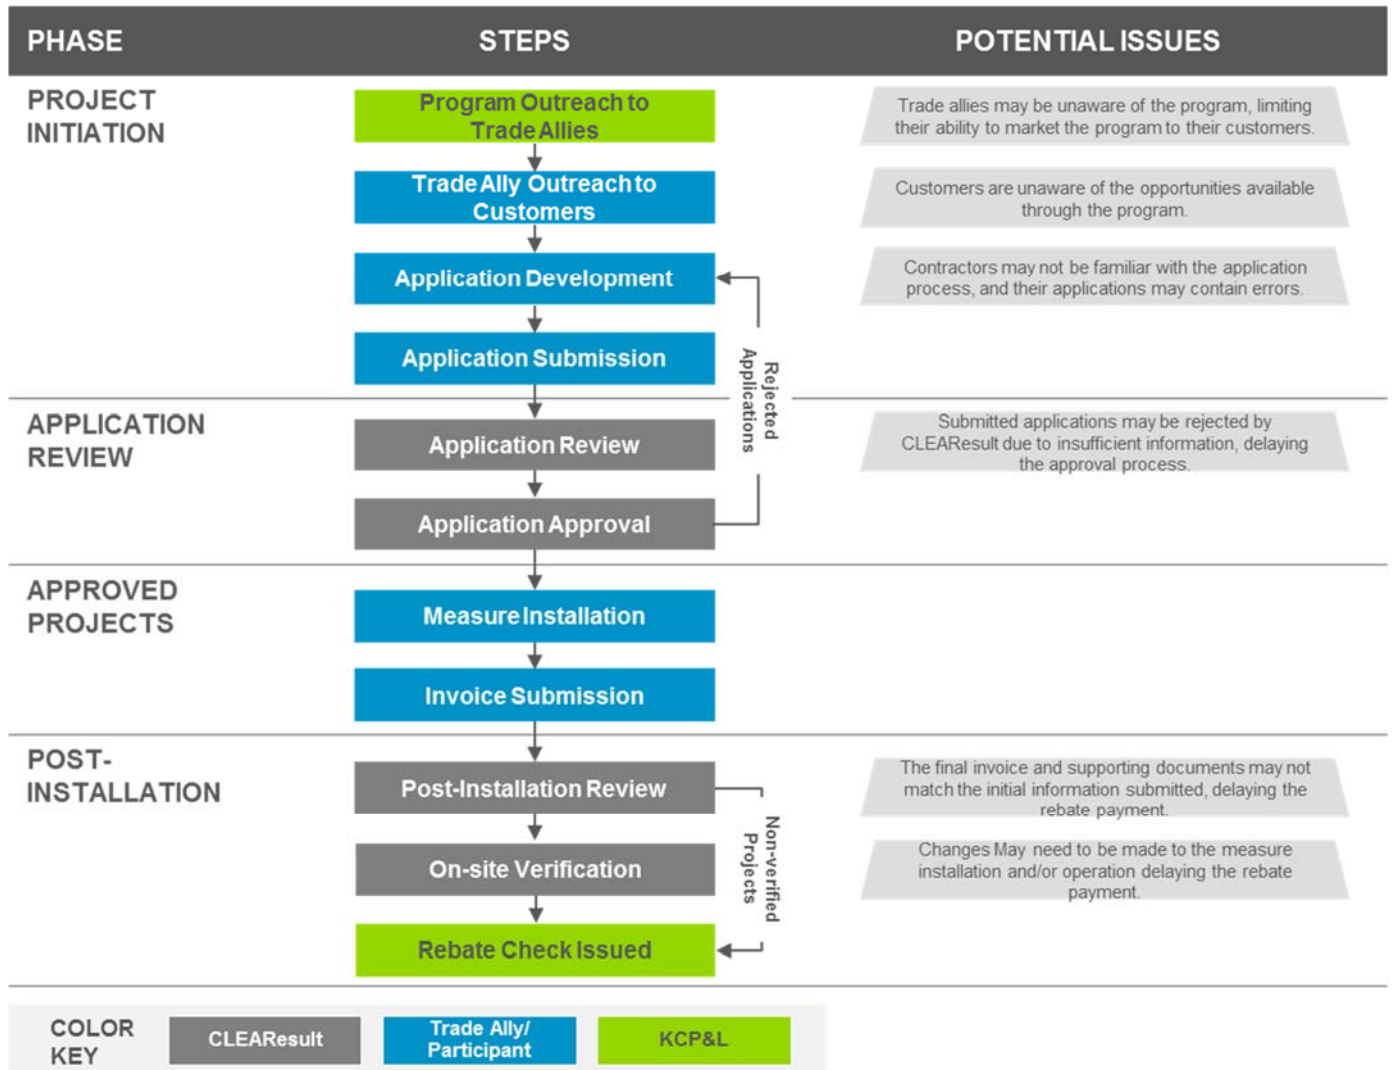 PHASE
STEPS
POTENTIAL ISSUES
PROJECT
INITIATION
Program Outreach to
Trade Allies
Trade allies may be unaware of the program, limiting
their ability to market the program to their customers.
Trade Ally Outreach to
Customers
Customers are unaware of the opportunities available
through the program.
Application Development
Contractors may not be familiar with the application
process, and their applications may contain errors.
Application Submission
Rejected
Applications
APPLICATION
REVIEW
Application Review
Submitted applications may be rejected by
CLEAResult due to insufficient information, delaying
the approval process.
Application Approval
APPROVED
PROJECTS
Measure Installation
Invoice Submission
POST-
INSTALLATION
Post-Installation Review
The final invoice and supporting documents may not
match the initial information submitted, delaying the
rebate payment.
Non-verified
Projects
On-site Verification
Changes May need to be made to the measure
installation and/or operation delaying the rebate
payment.
Rebate Check Issued
COLOR
KEY
CLEAResult
Trade Ally/
Participant
KCP&L